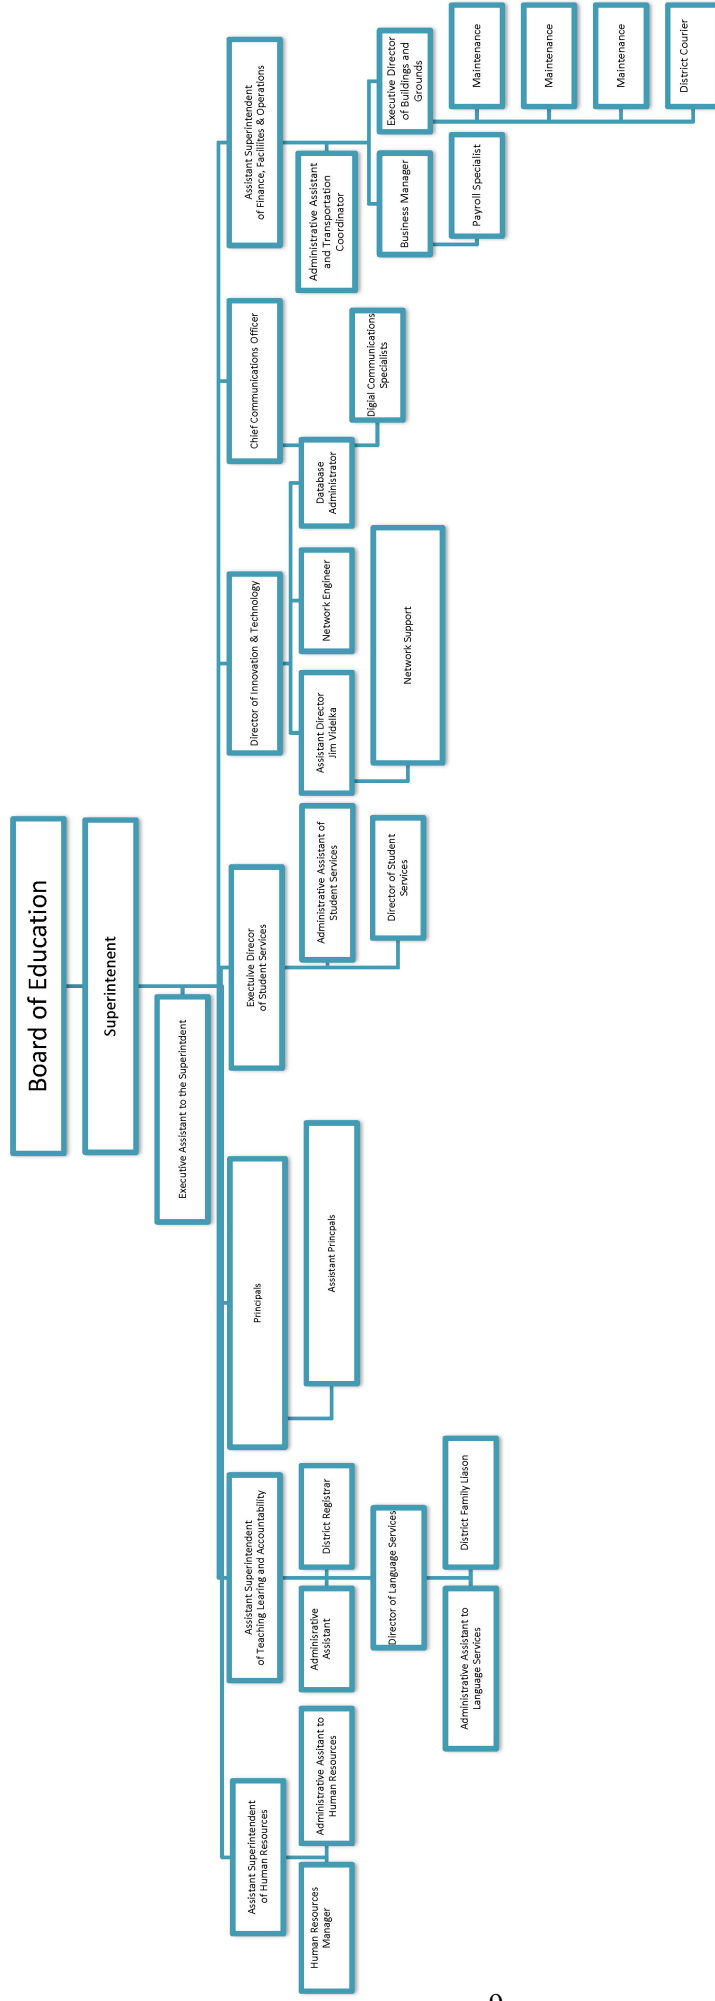 Board of Education
Superintenent
Executive Assistant to the Superintdent
Assistant Superintendent
of Human Resources
Human Resources
Manager
Administrative Assitant to
Human Resources
Assistant Superintendent
of Teaching Learing and Accountability
Adminisrative
Assistant
District Registrar
Director of Language Services
Administrative Assistant to
Language Services
District Family Liason
Principals
Assistant Princpals
Exectuive Direcor
of Student Services
Administrative Assistant of
Student Services
Director of Student
Services
Director of Innovation & Technology
Assistant Director
Jim Videlka
Network Engineer
Database
Administrator
Network Support
Chief Communications Officer
Digial Communications
Specialists
Assistant Superintendent
of Finance, Facililites & Operations
Administrative Assistant
and Transportation
Coordinator
Business Manager
Payroll Specialist
Executive Director
of Buildings and
Grounds
Maintenance
Maintenance
Maintenance
District Courier